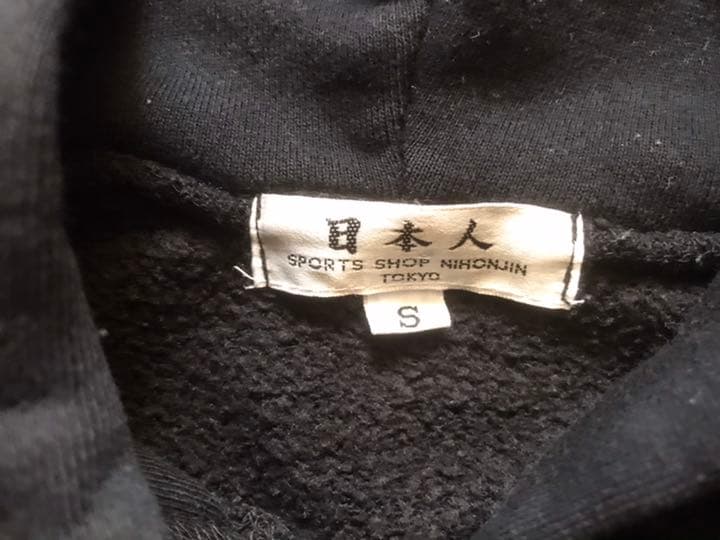 日本人
SPORTS SHOP NIHONJIN
TOKYO
S